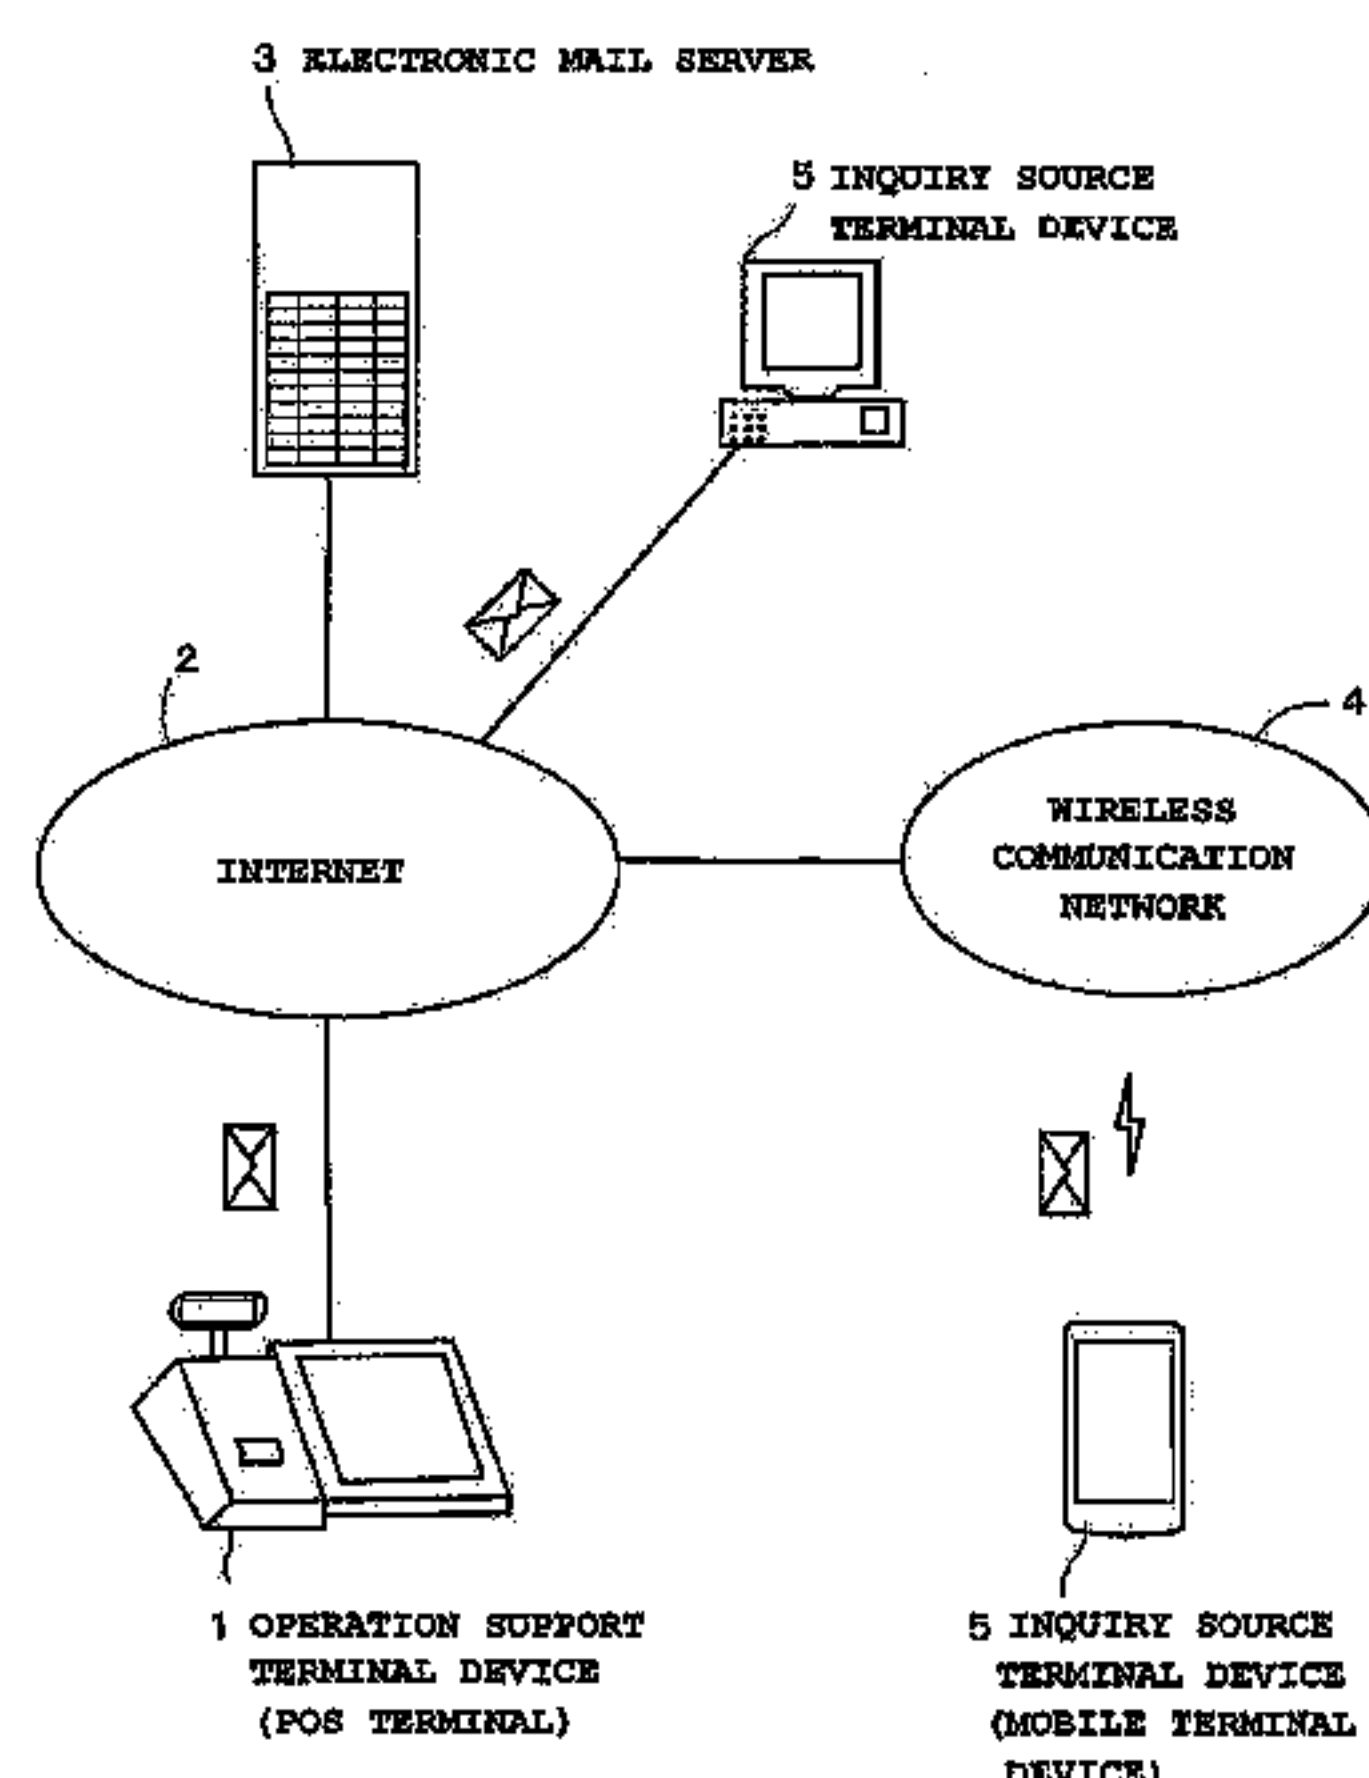 3 ELECTRONIC MAIL SERVER
5 INQUIRY SOURCE
TERMINAL DEVICE
2
4
INTERNET
WIRELESS
COMMUNICATION
NETWORK
1 OPERATION SUPPORT
TERMINAL DEVICE
(POS TERMINAL)
5 INQUIRY SOURCE
TERMINAL DEVICE
(MOBILE TERMINAL
DEVICE)